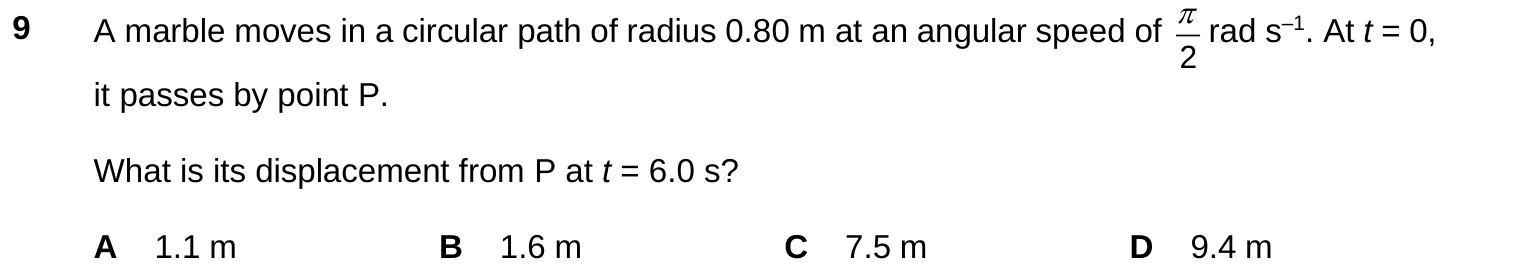 9 A marble moves in a circular path of radius 0.80 m at an angular speed of π/2 rad s⁻¹. At t = 0,
it passes by point P.
What is its displacement from P at t = 6.0 s?
A 1.1 m B 1.6 m C 7.5 m D 9.4 m